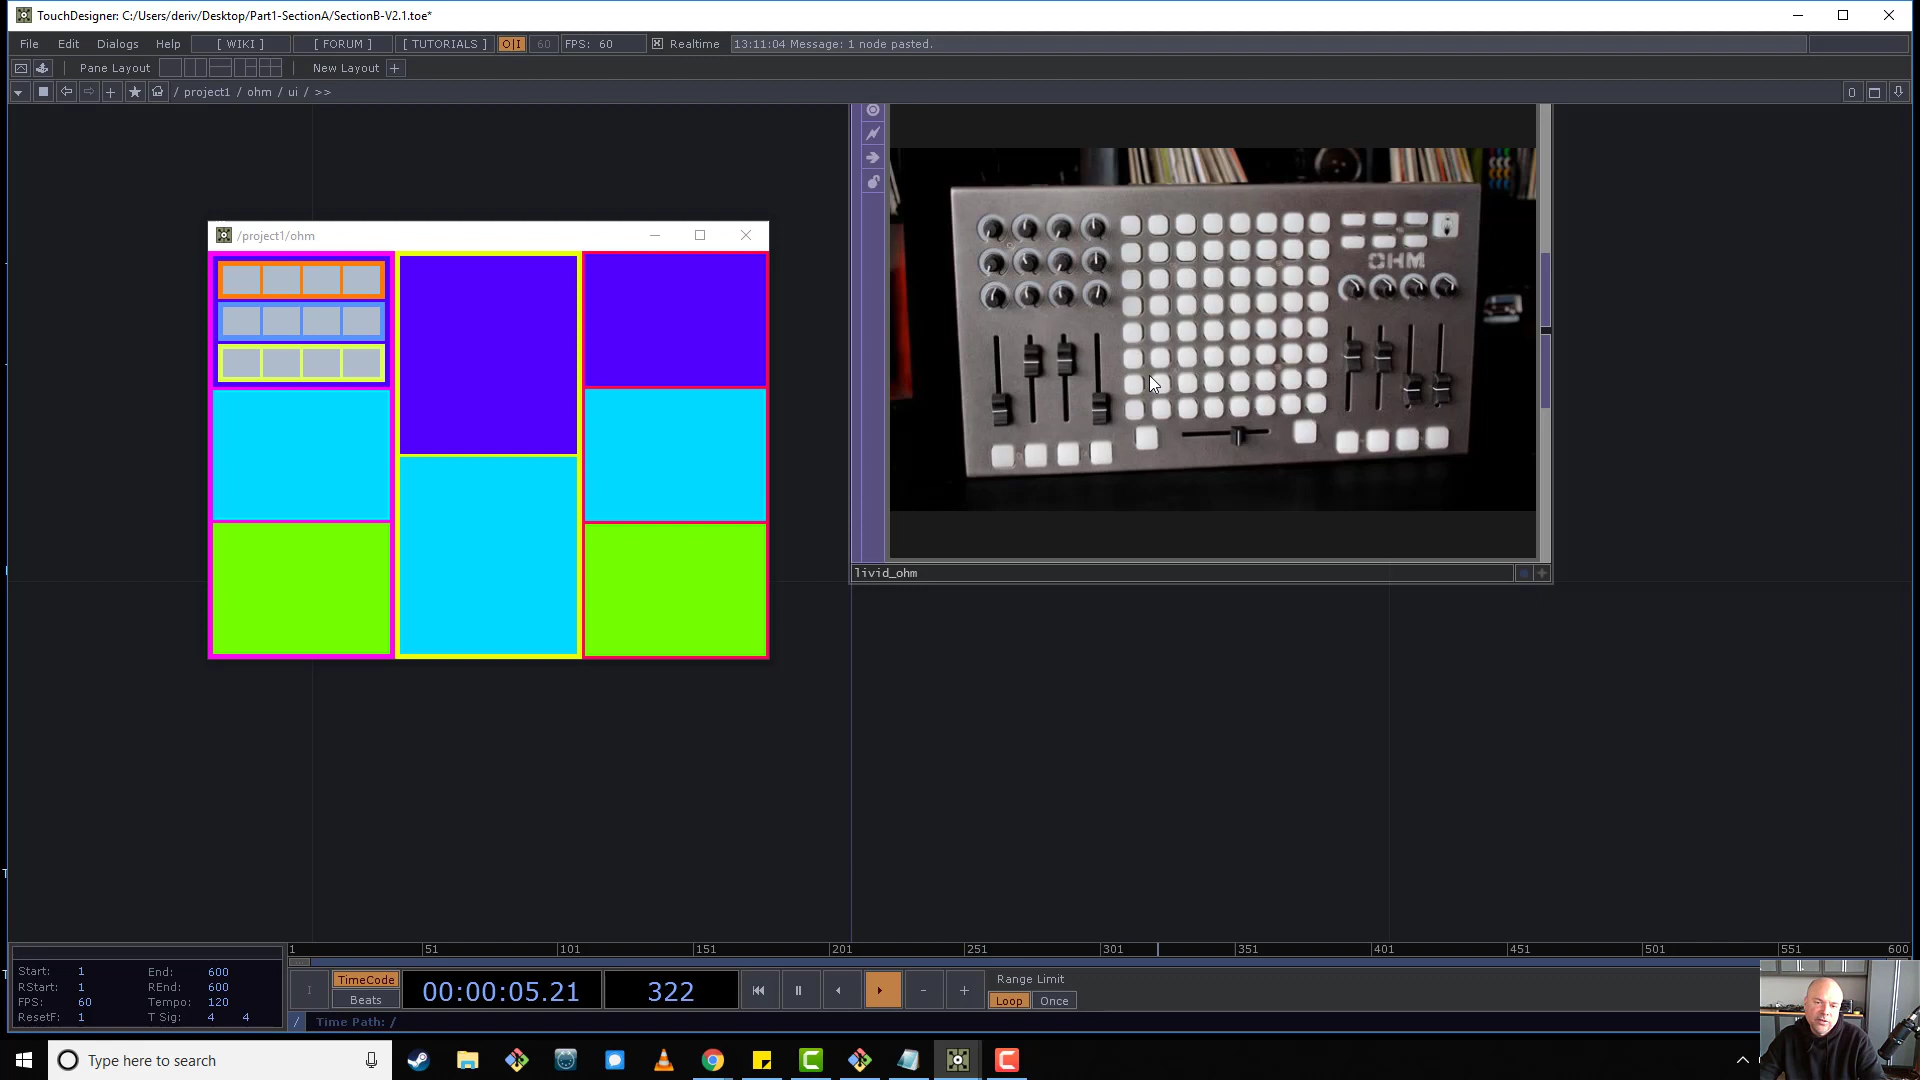 TouchDesigner: C:/Users/deriv/Desktop/Part1-SectionA/SectionB-V2.1.toe*
File Edit Dialogs Help [ WIKI ] [ FORUM ] [ TUTORIALS ] O|I 60 FPS: 60 Realtime 13:11:04 Message: 1 node pasted.
Pane Layout New Layout +
/ project1 / ohm / ui / >> 0
/project1/ohm
OHM
livid_ohm
1 51 101 151 201 251 301 351 401 451 501 551 600
Start: 1 End: 600
RStart: 1 REnd: 600
FPS: 60 Tempo: 120
ResetF: 1 T Sig: 4 4
TimeCode
Beats
00:00:05.21 322
Range Limit
Loop Once
/ Time Path: /
Type here to search